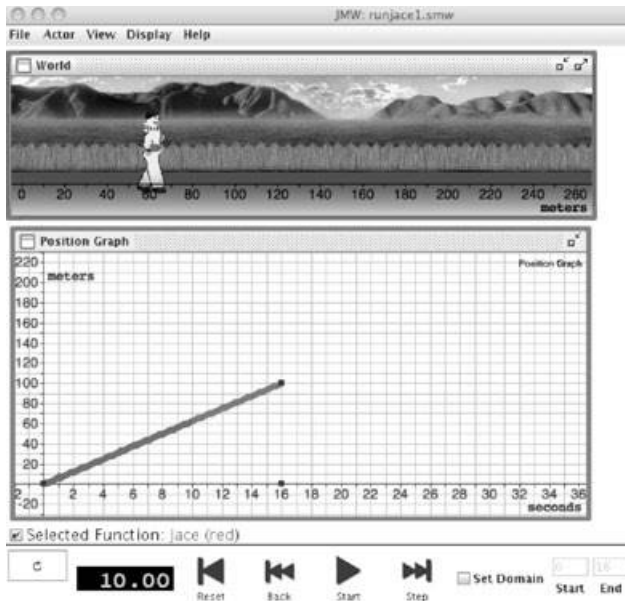 JMW: runjace1.smw
File Actor View Display Help
World
0 20 40 60 80 100 120 140 160 180 200 220 240 260
meters
Position Graph
Position Graph
220
meters
200
180
160
140
120
100
80
60
40
20
2 2 4 6 8 10 12 14 16 18 20 22 24 26 28 30 32 34 36
-20
seconds
Selected Function: Jace (red)
10.00
Reset Back Start Step
Set Domain
0 16
Start End